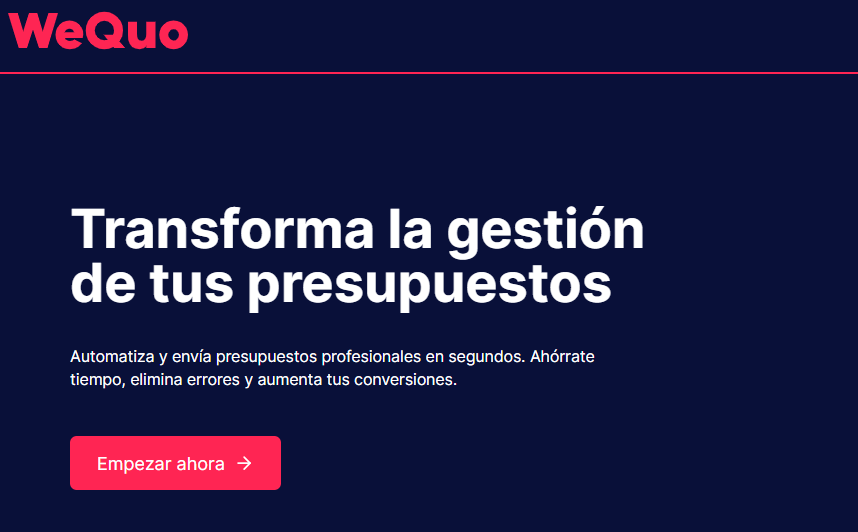 WeQuo
Transforma la gestión
de tus presupuestos
Automatiza y envía presupuestos profesionales en segundos. Ahórrate
tiempo, elimina errores y aumenta tus conversiones.
Empezar ahora →